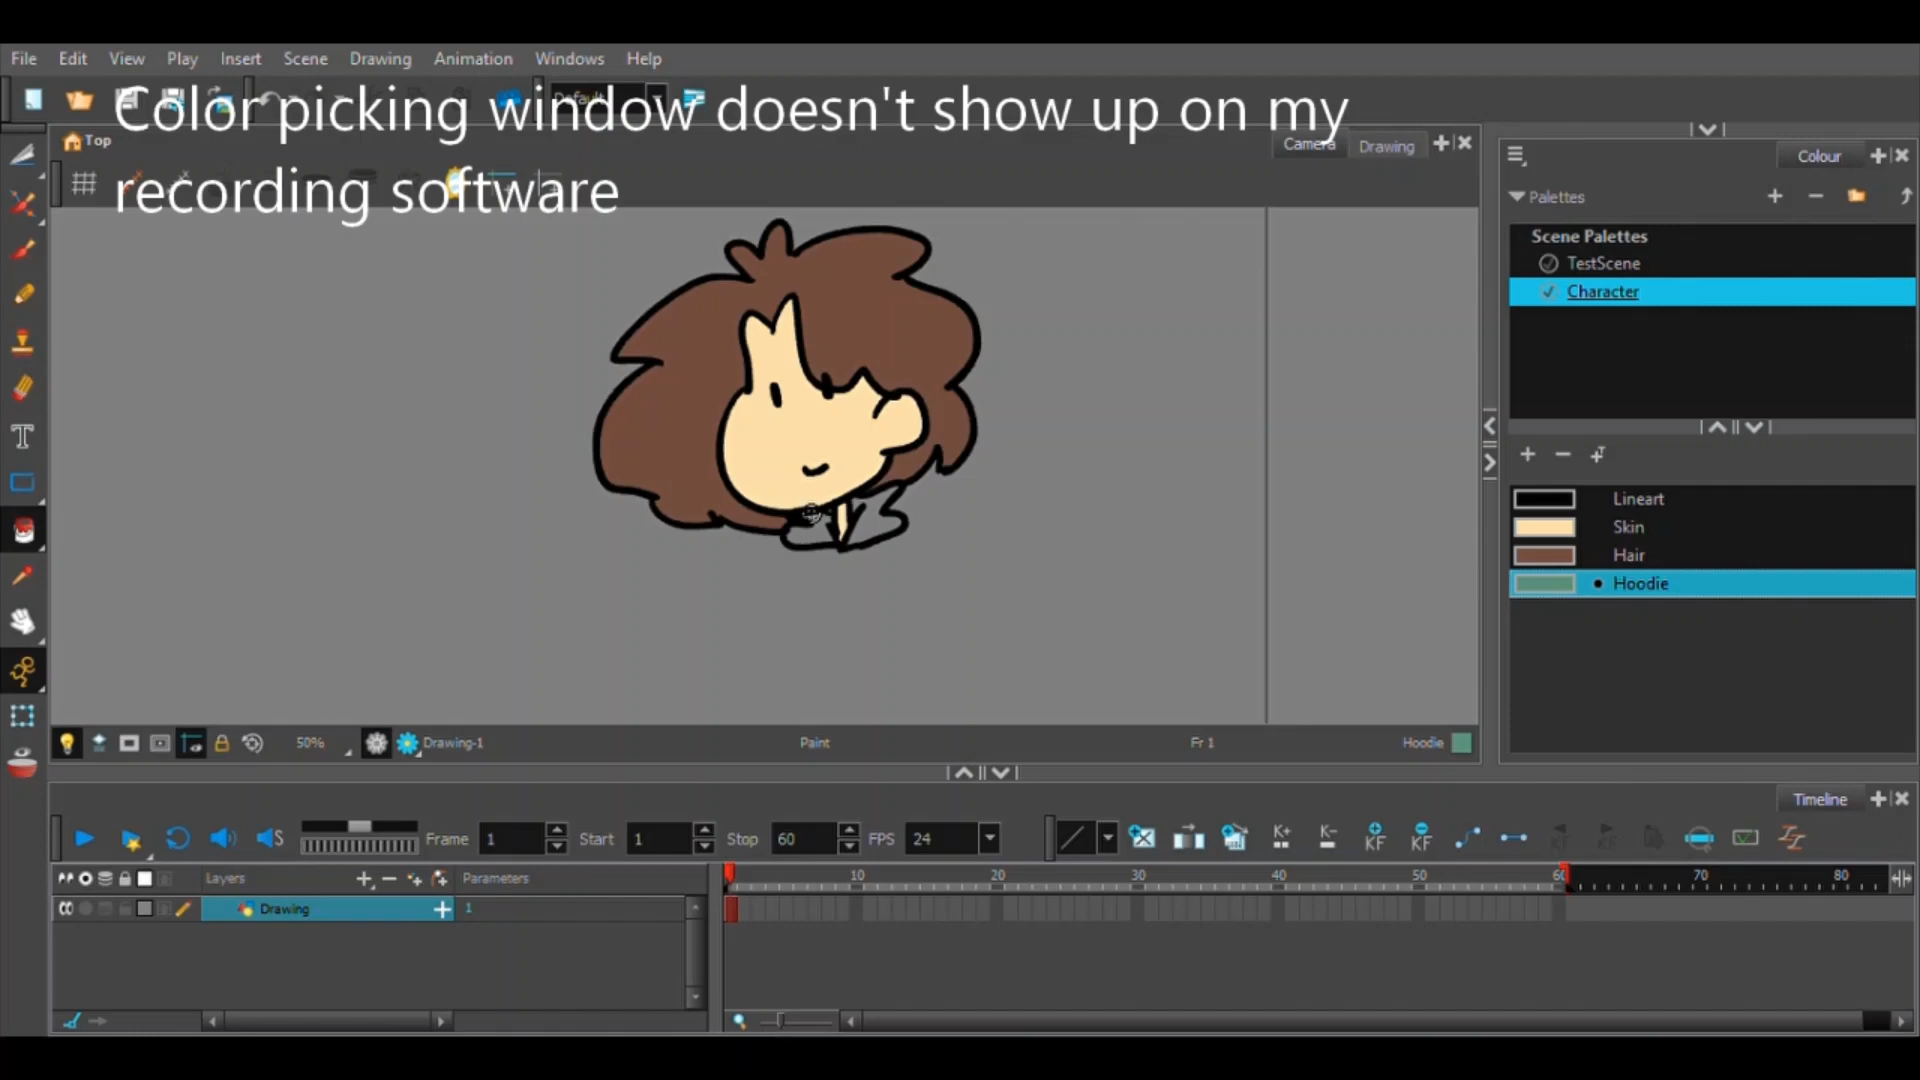 File Edit View Play Insert Scene Drawing Animation Windows Help
Color picking window doesn't show up on my
recording software
Default
Top
Camera Drawing
Colour
Palettes
Scene Palettes
TestScene
Character
Lineart
Skin
Hair
Hoodie
50% Drawing-1 Paint Fr 1 Hoodie
Timeline
Frame 1 Start 1 Stop 60 FPS 24
Layers Parameters 10 20 30 40 50 60 70 80
Drawing 1